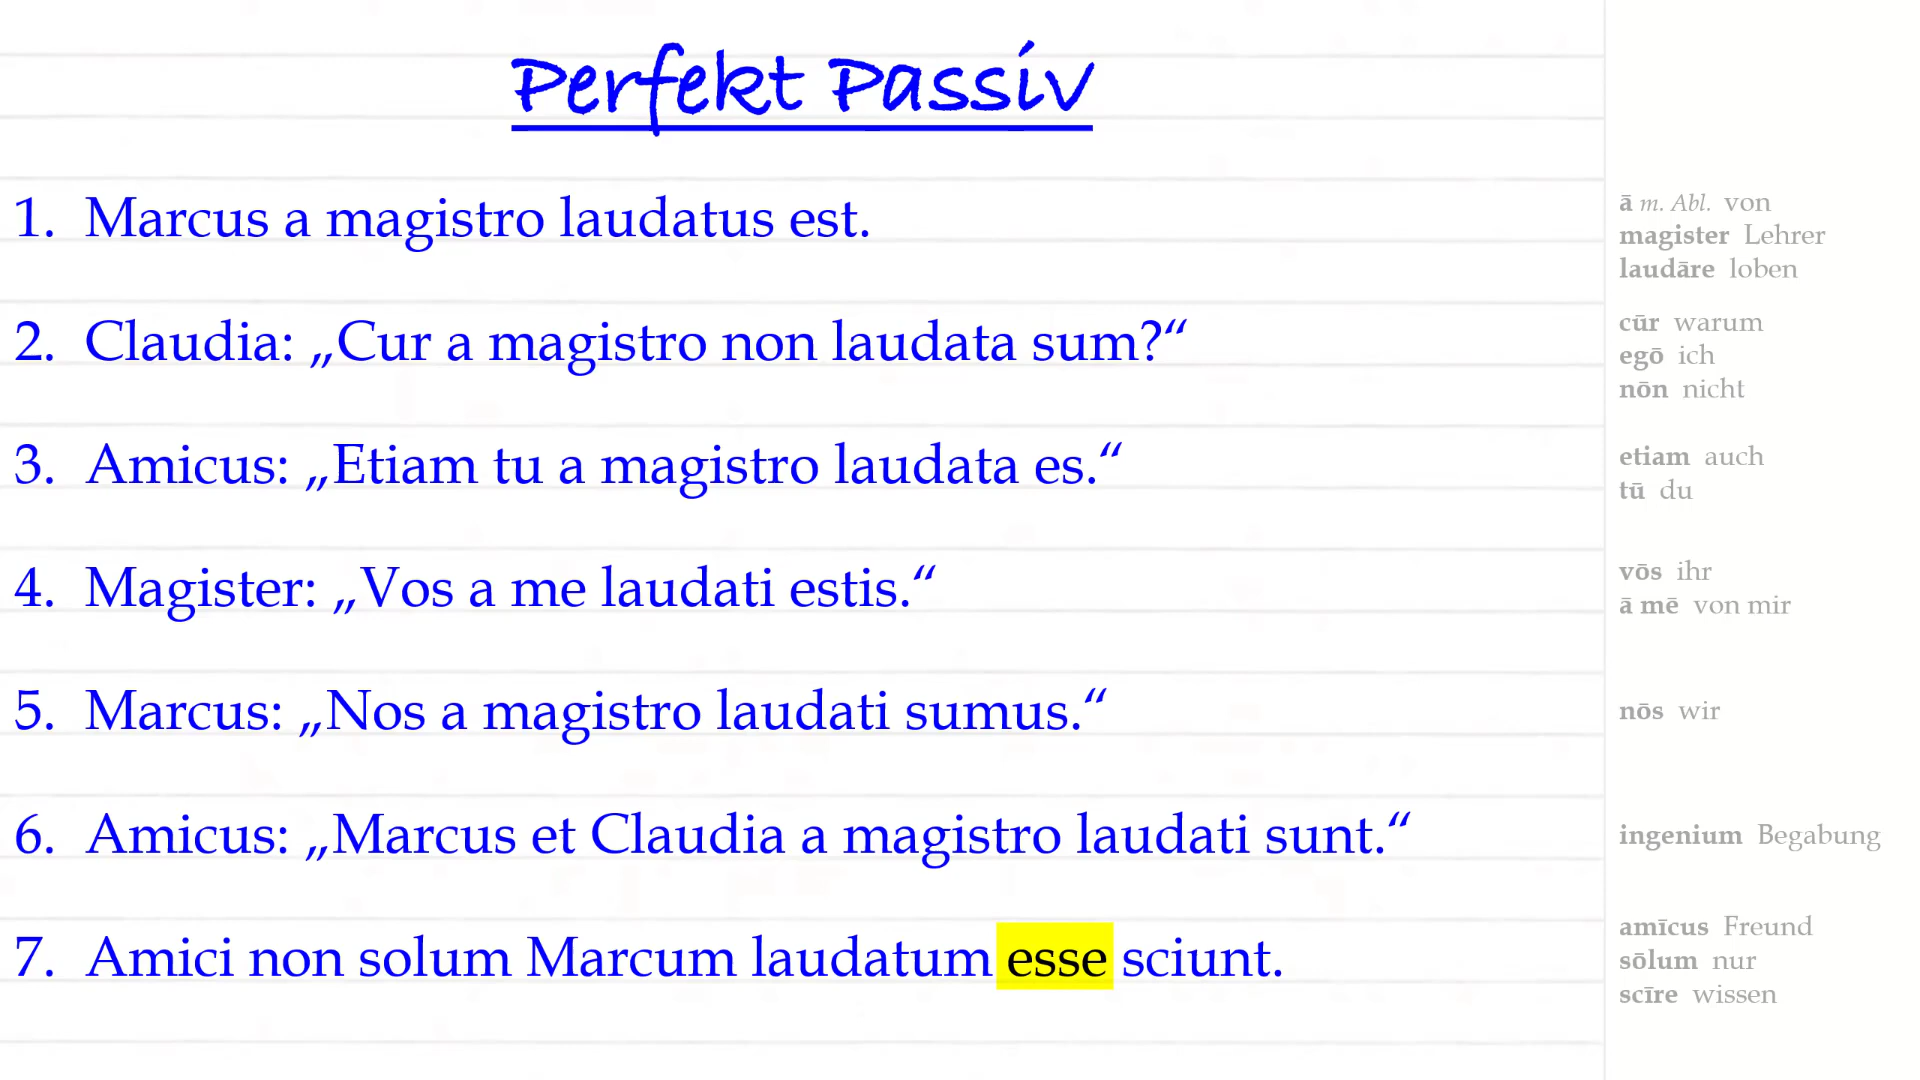 Perfekt Passiv
1. Marcus a magistro laudatus est.
ā m. Abl. von
magister Lehrer
laudāre loben
2. Claudia: „Cur a magistro non laudata sum?“
cūr warum
egō ich
nōn nicht
3. Amicus: „Etiam tu a magistro laudata es.“
etiam auch
tū du
4. Magister: „Vos a me laudati estis.“
vōs ihr
ā mē von mir
5. Marcus: „Nos a magistro laudati sumus.“
nōs wir
6. Amicus: „Marcus et Claudia a magistro laudati sunt.“
ingenium Begabung
7. Amici non solum Marcum laudatum esse sciunt.
amīcus Freund
sōlum nur
scīre wissen